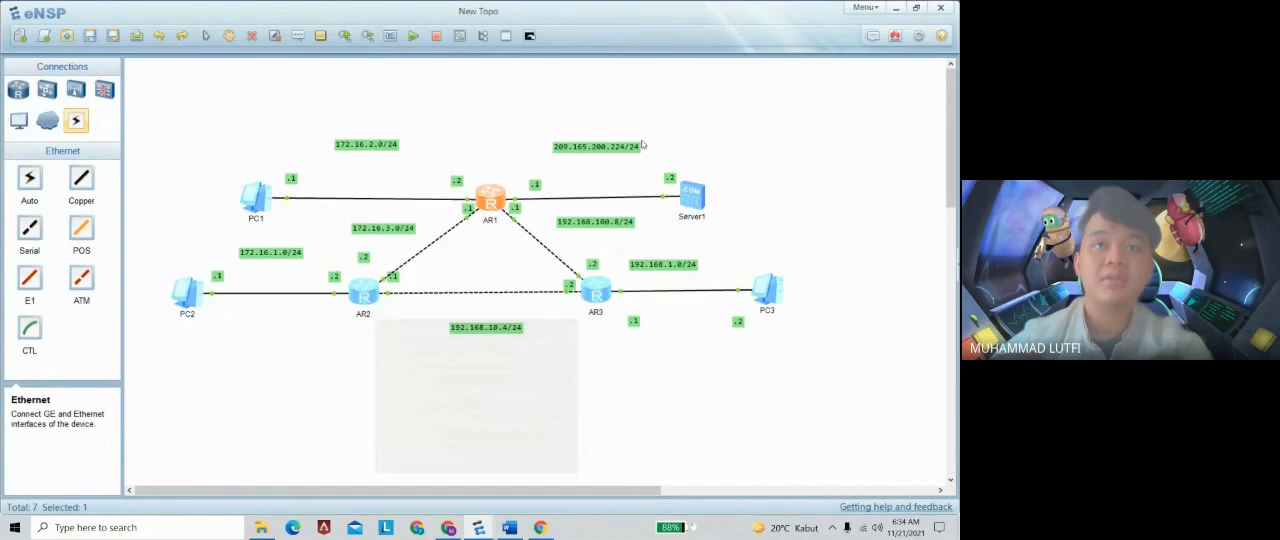 eNSP
New Topo
Menu
Connections
Ethernet
Auto
Copper
Serial
POS
E1
ATM
CTL
Ethernet
Connect GE and Ethernet
interfaces of the device.
172.16.2.0/24
209.165.200.224/24
.1
.2
.1
.2
.COM
PC1
R
AR1
Server1
.1
.1
172.16.3.0/24
192.168.100.8/24
172.16.1.0/24
.2
.2
192.168.1.0/24
.1
.2
.1
.2
PC2
R
AR2
R
AR3
PC3
192.168.10.4/24
.1
.2
MUHAMMAD LUTFI
Total: 7 Selected: 1
Getting help and feedback
Type here to search
88%
20°C Kabut
6:34 AM
11/21/2021